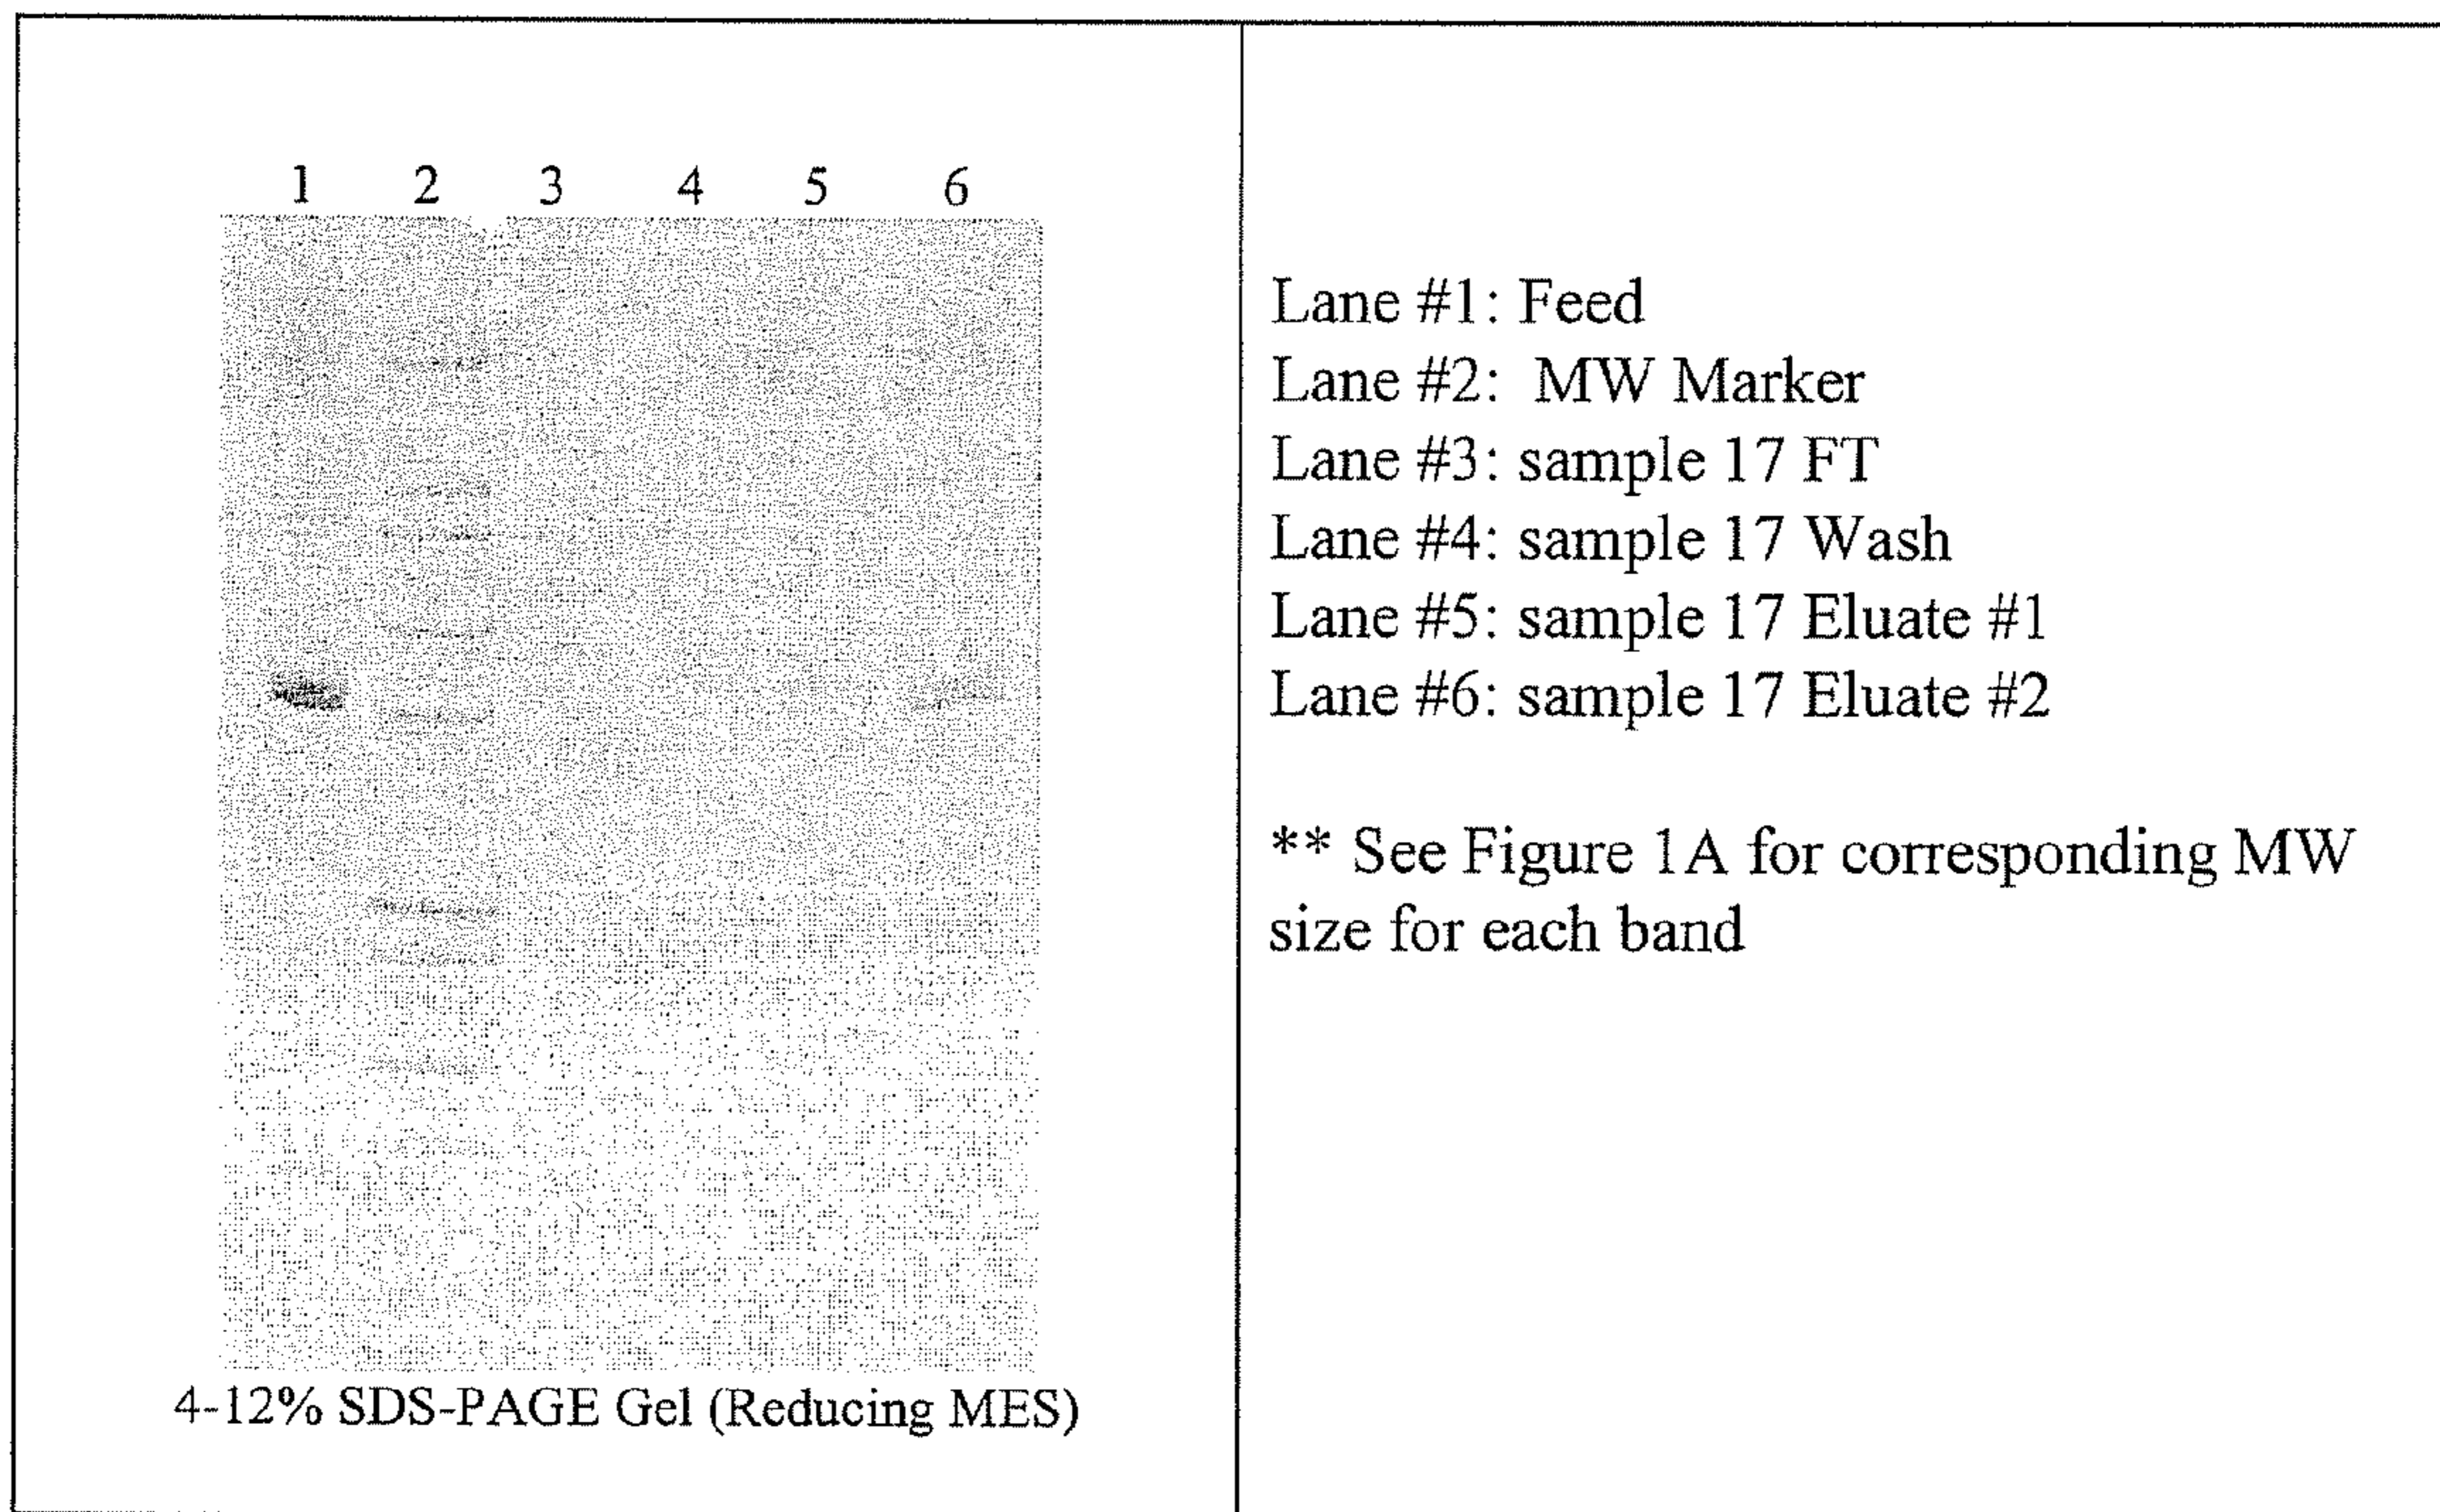 1 2 3 4 5 6
4-12% SDS-PAGE Gel (Reducing MES)
Lane #1: Feed
Lane #2: MW Marker
Lane #3: sample 17 FT
Lane #4: sample 17 Wash
Lane #5: sample 17 Eluate #1
Lane #6: sample 17 Eluate #2
** See Figure 1A for corresponding MW
size for each band